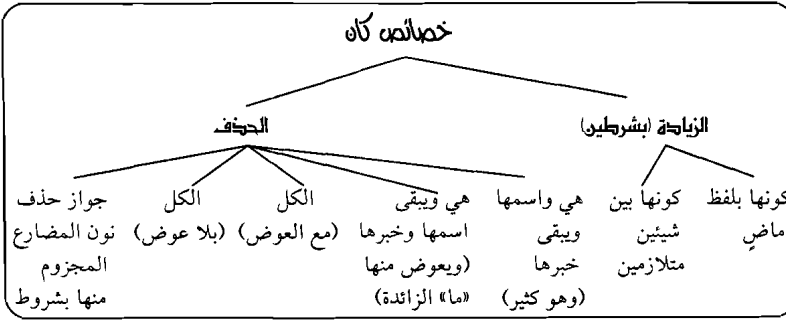 خصائص كان
الزيادة (بشرطين)
الحذف
كونها بلفظ
ماضٍ
كونها بين
شيئين
متلازمين
هي واسمها
ويبقى
خبرها
(وهو كثير)
هي ويبقى
اسمها وخبرها
(ويعوض منها
«ما» الزائدة)
الكل
(مع العوض)
الكل
(بلا عوض)
جواز حذف
نون المضارع
المجزوم
منها بشروط